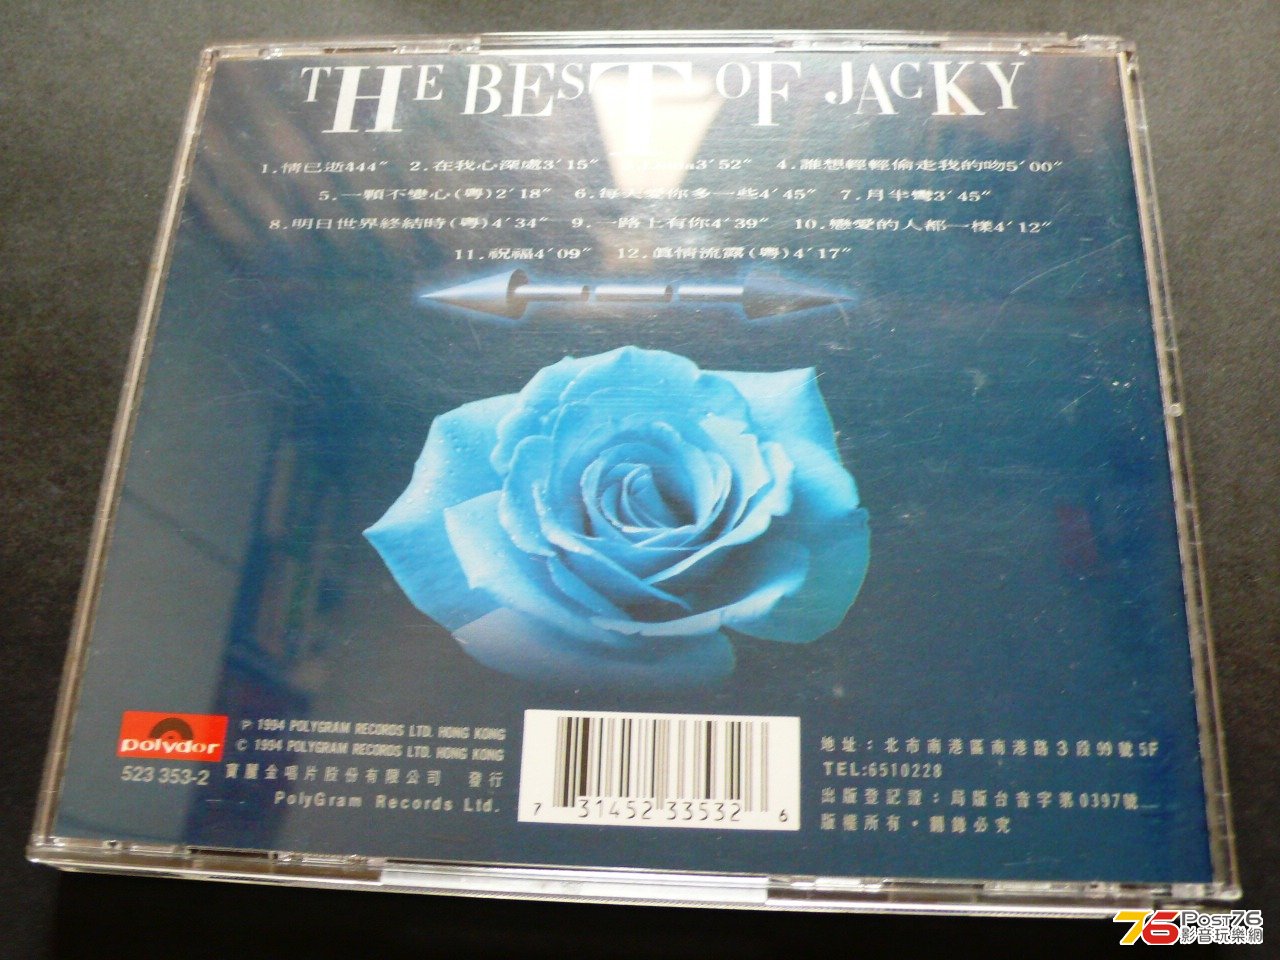 THE BEST OF JACKY
1.情已逝444" 2.在我心深處3'15" 3'52" 4.誰想輕輕偷走我的吻5'00"
5.一顆不變心(粵)2'18" 6.每天愛你多一些4'45" 7.月半彎3'45"
8.明日世界終結時(粵)4'34" 9.一路上有你4'39" 10.戀愛的人都一樣4'12"
11.祝福4'09" 12.真情流露(粵)4'17"
polydor
523 353-2
P 1994 POLYGRAM RECORDS LTD. HONG KONG
© 1994 POLYGRAM RECORDS LTD. HONG KONG
寶麗金唱片股份有限公司 發行
PolyGram Records Ltd.
7 31452 33532 6
地址：北市南港區南港路3段99號5F
TEL:6510228
出版登記證：局版台音字第0397號
版權所有·翻錄必究
76 Post76
影音玩樂網